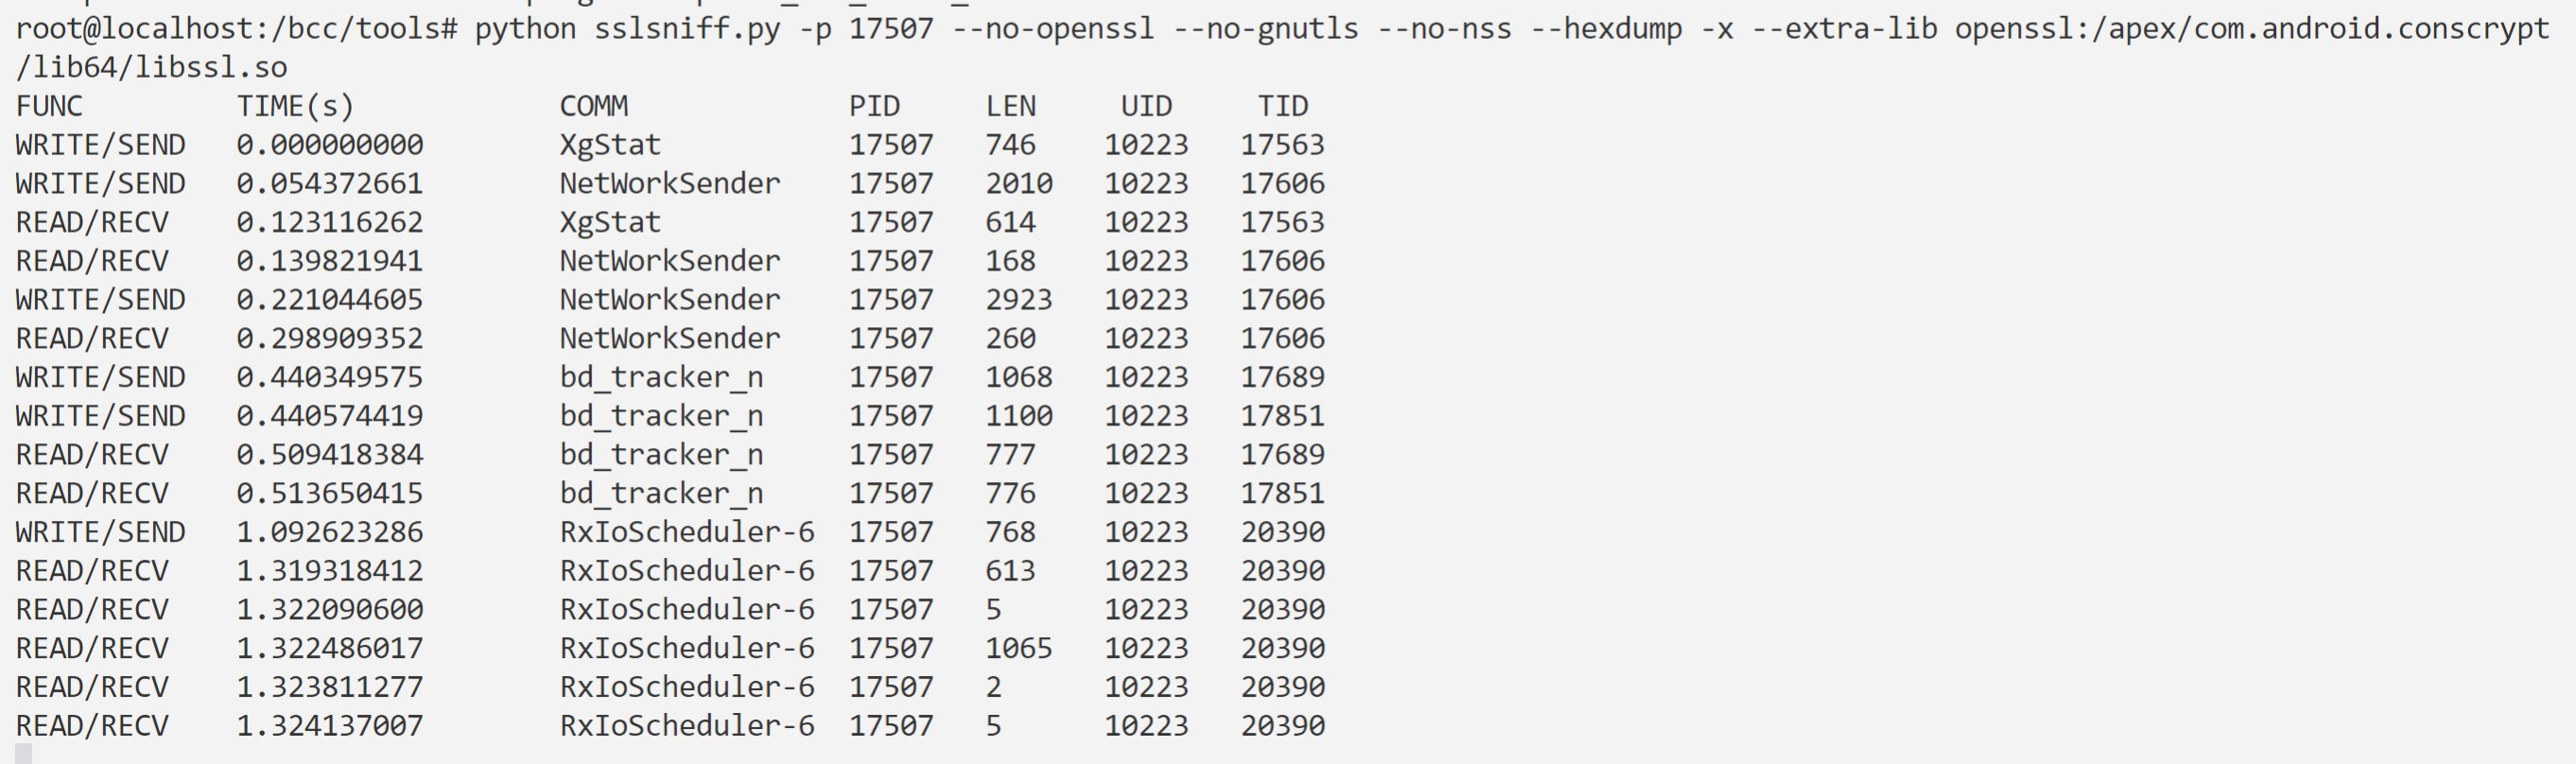 root@localhost:/bcc/tools# python sslsniff.py -p 17507 --no-openssl --no-gnutls --no-nss --hexdump -x --extra-lib openssl:/apex/com.android.conscrypt
/lib64/libssl.so
FUNC TIME(s) COMM PID LEN UID TID
WRITE/SEND 0.000000000 XgStat 17507 746 10223 17563
WRITE/SEND 0.054372661 NetWorkSender 17507 2010 10223 17606
READ/RECV 0.123116262 XgStat 17507 614 10223 17563
READ/RECV 0.139821941 NetWorkSender 17507 168 10223 17606
WRITE/SEND 0.221044605 NetWorkSender 17507 2923 10223 17606
READ/RECV 0.298909352 NetWorkSender 17507 260 10223 17606
WRITE/SEND 0.440349575 bd_tracker_n 17507 1068 10223 17689
WRITE/SEND 0.440574419 bd_tracker_n 17507 1100 10223 17851
READ/RECV 0.509418384 bd_tracker_n 17507 777 10223 17689
READ/RECV 0.513650415 bd_tracker_n 17507 776 10223 17851
WRITE/SEND 1.092623286 RxIoScheduler-6 17507 768 10223 20390
READ/RECV 1.319318412 RxIoScheduler-6 17507 613 10223 20390
READ/RECV 1.322090600 RxIoScheduler-6 17507 5 10223 20390
READ/RECV 1.322486017 RxIoScheduler-6 17507 1065 10223 20390
READ/RECV 1.323811277 RxIoScheduler-6 17507 2 10223 20390
READ/RECV 1.324137007 RxIoScheduler-6 17507 5 10223 20390